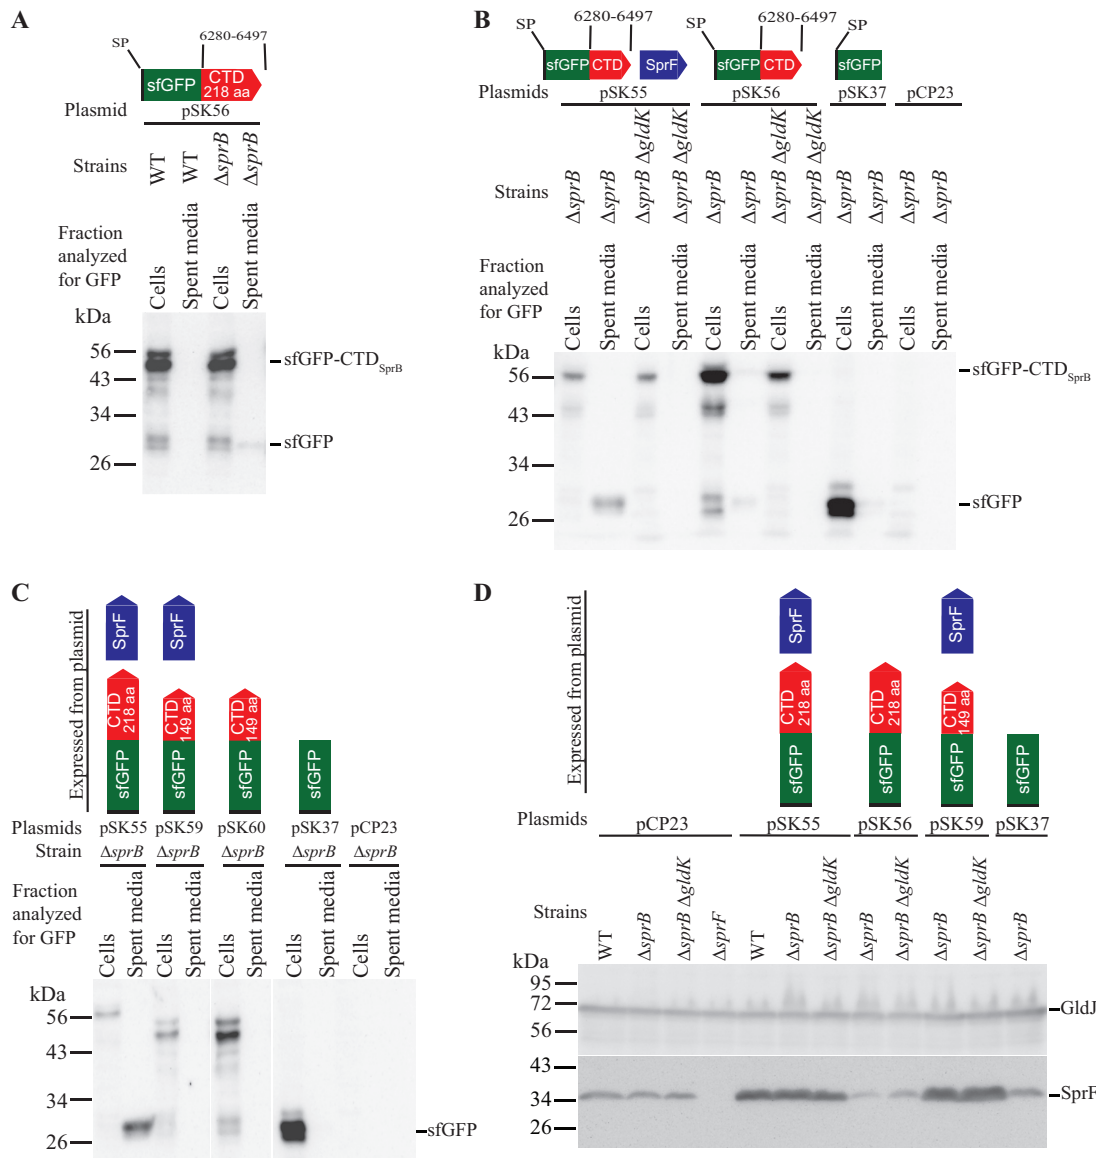 A
SP
6280-6497
sfGFP
CTD
218 aa
Plasmid
pSK56
Strains
WT
WT
ΔsprB
ΔsprB
Fraction
analyzed
for GFP
Cells
Spent media
Cells
Spent media
kDa
56
43
34
26
sfGFP-CTDSprB
sfGFP
B
SP
6280-6497
SP
6280-6497
SP
sfGFP
CTD
SprF
sfGFP
CTD
sfGFP
Plasmids
pSK55
pSK56
pSK37
pCP23
Strains
ΔsprB
ΔsprB
ΔsprB ΔgldK
ΔsprB ΔgldK
ΔsprB
ΔsprB
ΔsprB ΔgldK
ΔsprB ΔgldK
ΔsprB
ΔsprB
ΔsprB
ΔsprB
Fraction
analyzed
for GFP
Cells
Spent media
Cells
Spent media
Cells
Spent media
Cells
Spent media
Cells
Spent media
Cells
Spent media
kDa
56
43
34
26
sfGFP-CTDSprB
sfGFP
C
Expressed from plasmid
SprF
SprF
CTD
218 aa
CTD
149 aa
CTD
149 aa
sfGFP
sfGFP
sfGFP
sfGFP
Plasmids
pSK55
pSK59
pSK60
pSK37
pCP23
Strain
ΔsprB
ΔsprB
ΔsprB
ΔsprB
ΔsprB
Fraction
analyzed
for GFP
Cells
Spent media
Cells
Spent media
Cells
Spent media
Cells
Spent media
Cells
Spent media
kDa
56
43
34
26
sfGFP
D
Expressed from plasmid
SprF
SprF
CTD
218 aa
CTD
218 aa
CTD
149 aa
sfGFP
sfGFP
sfGFP
sfGFP
Plasmids
pCP23
pSK55
pSK56
pSK59
pSK37
Strains
WT
ΔsprB
ΔsprB ΔgldK
ΔsprF
WT
ΔsprB
ΔsprB ΔgldK
ΔsprB
ΔsprB ΔgldK
ΔsprB
ΔsprB ΔgldK
ΔsprB
kDa
95
72
56
43
34
26
GldJ
SprF